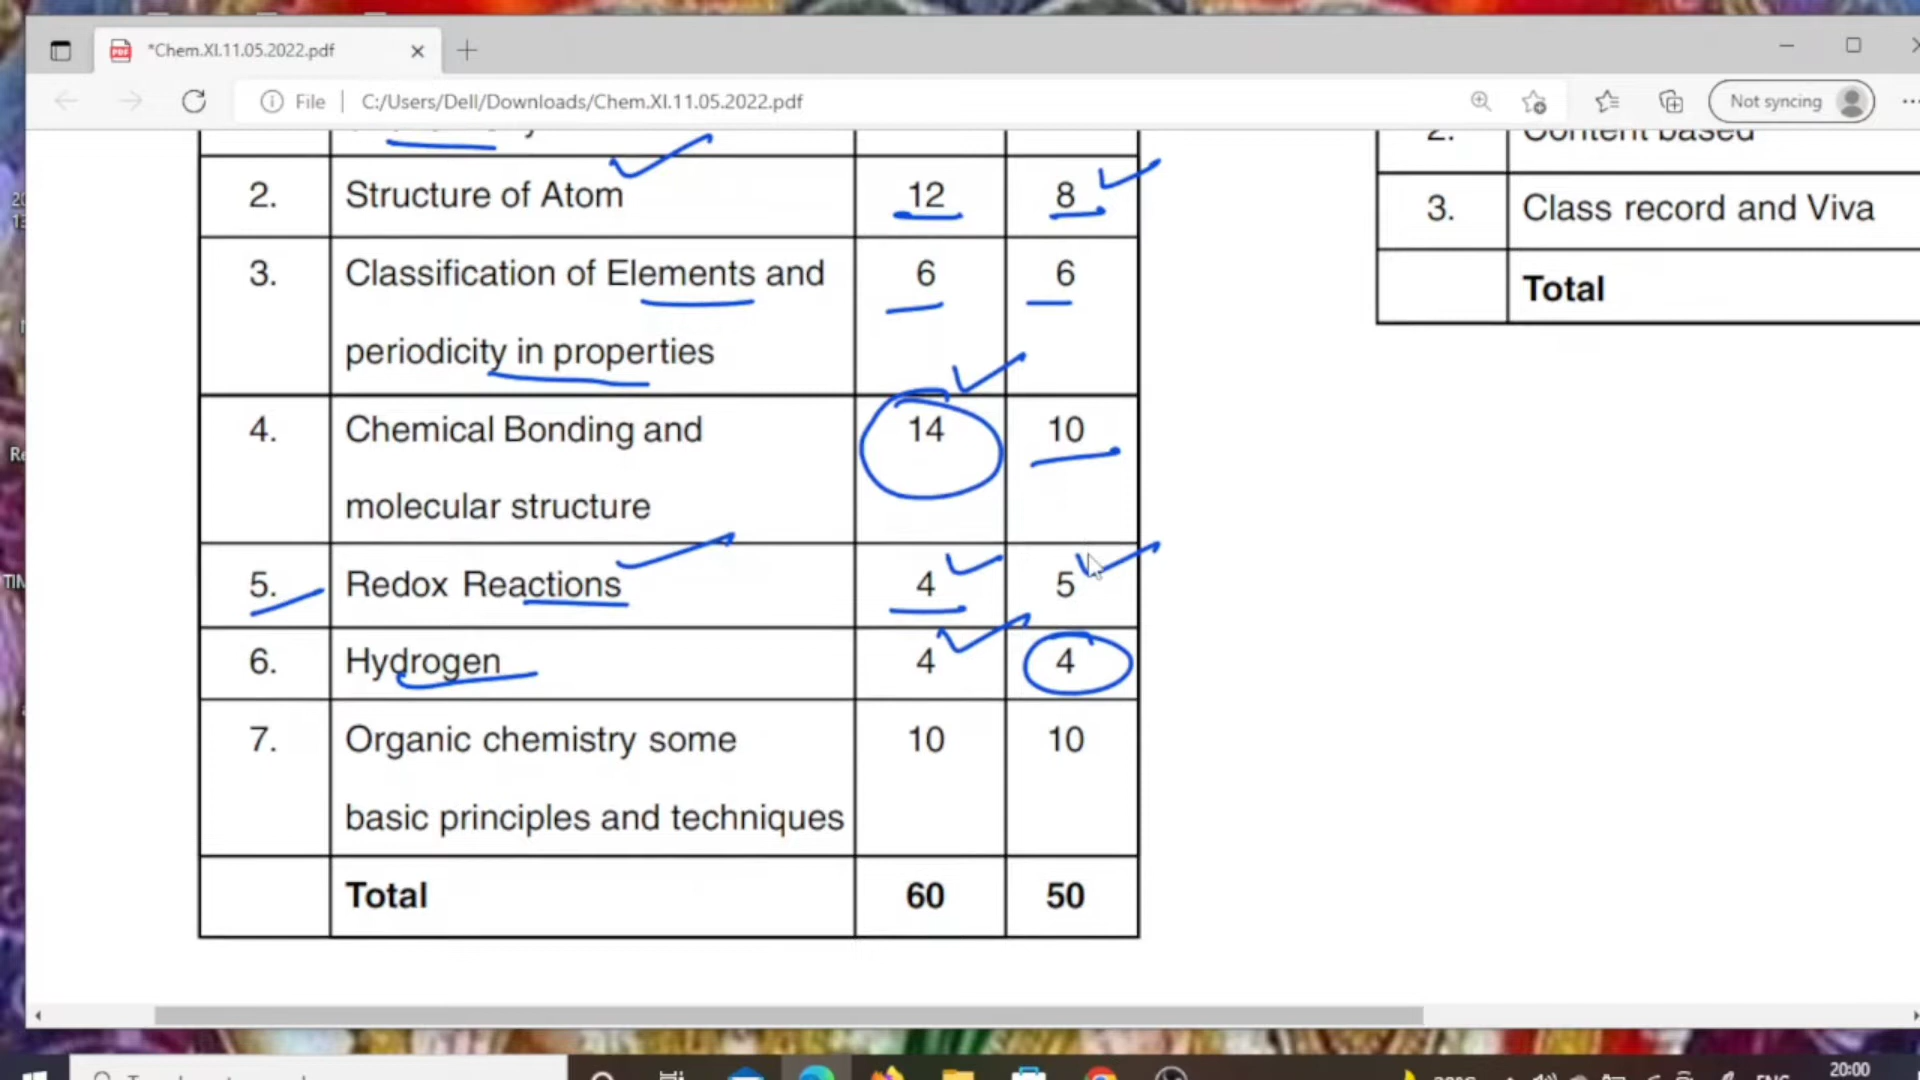 *Chem.XI.11.05.2022.pdf
File | C:/Users/Dell/Downloads/Chem.XI.11.05.2022.pdf
Not syncing
2. Structure of Atom 12 8
3. Classification of Elements and 6 6
periodicity in properties
4. Chemical Bonding and 14 10
molecular structure
5. Redox Reactions 4 5
6. Hydrogen 4 4
7. Organic chemistry some 10 10
basic principles and techniques
Total 60 50
2. Content based
3. Class record and Viva
Total
20:00